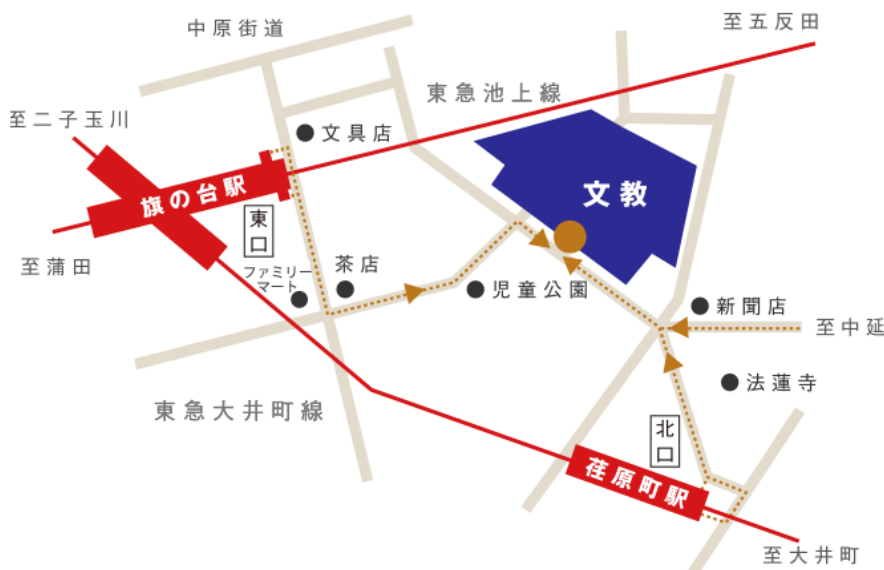 至五反田
中原街道
東急池上線
至二子玉川
文具店
旗の台駅
文教
東口
至蒲田
茶店
ファミリー
マート
児童公園
新聞店
至中延
法蓮寺
東急大井町線
北口
荏原町駅
至大井町